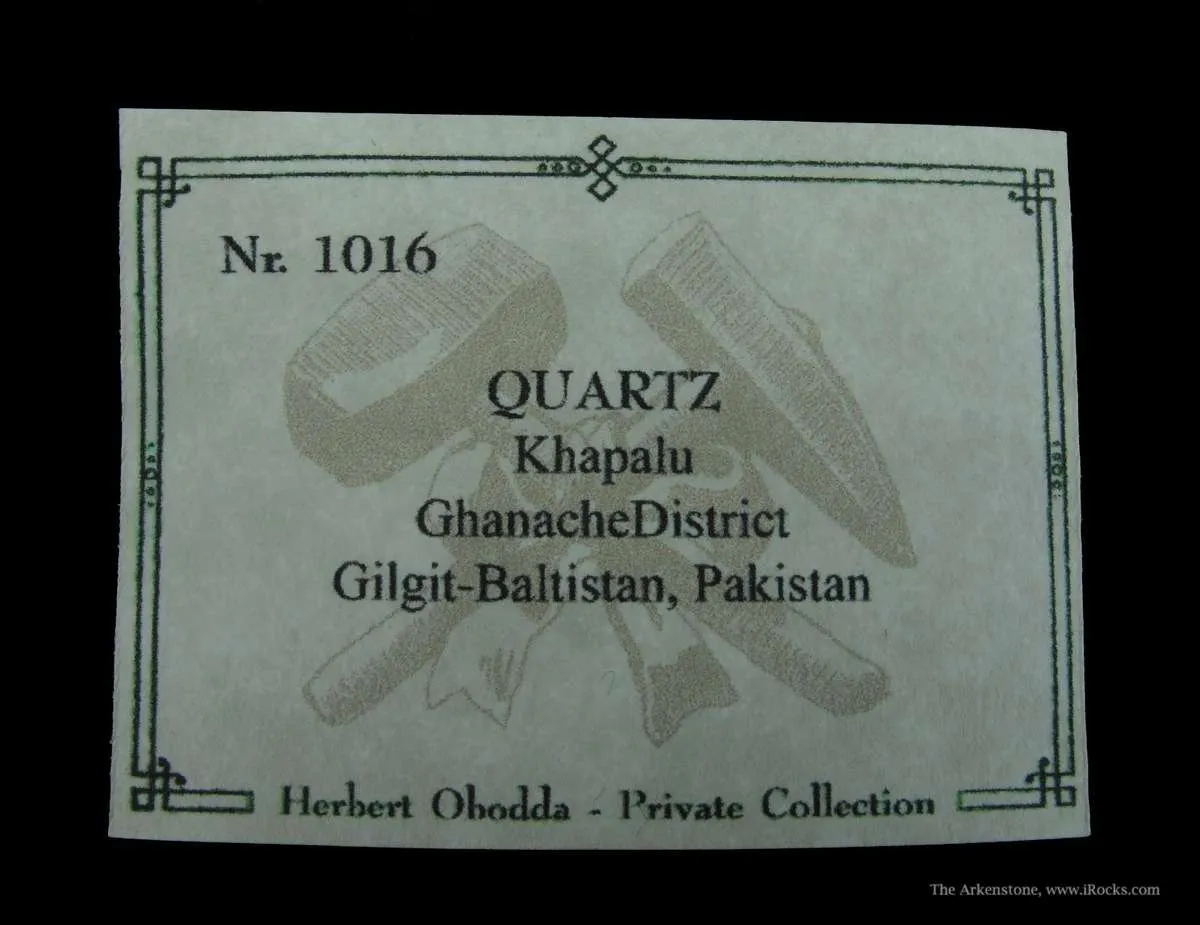 Nr. 1016
QUARTZ
Khapalu
GhanacheDistrict
Gilgit-Baltistan, Pakistan
Herbert Obodda - Private Collection
The Arkenstone, www.iRocks.com